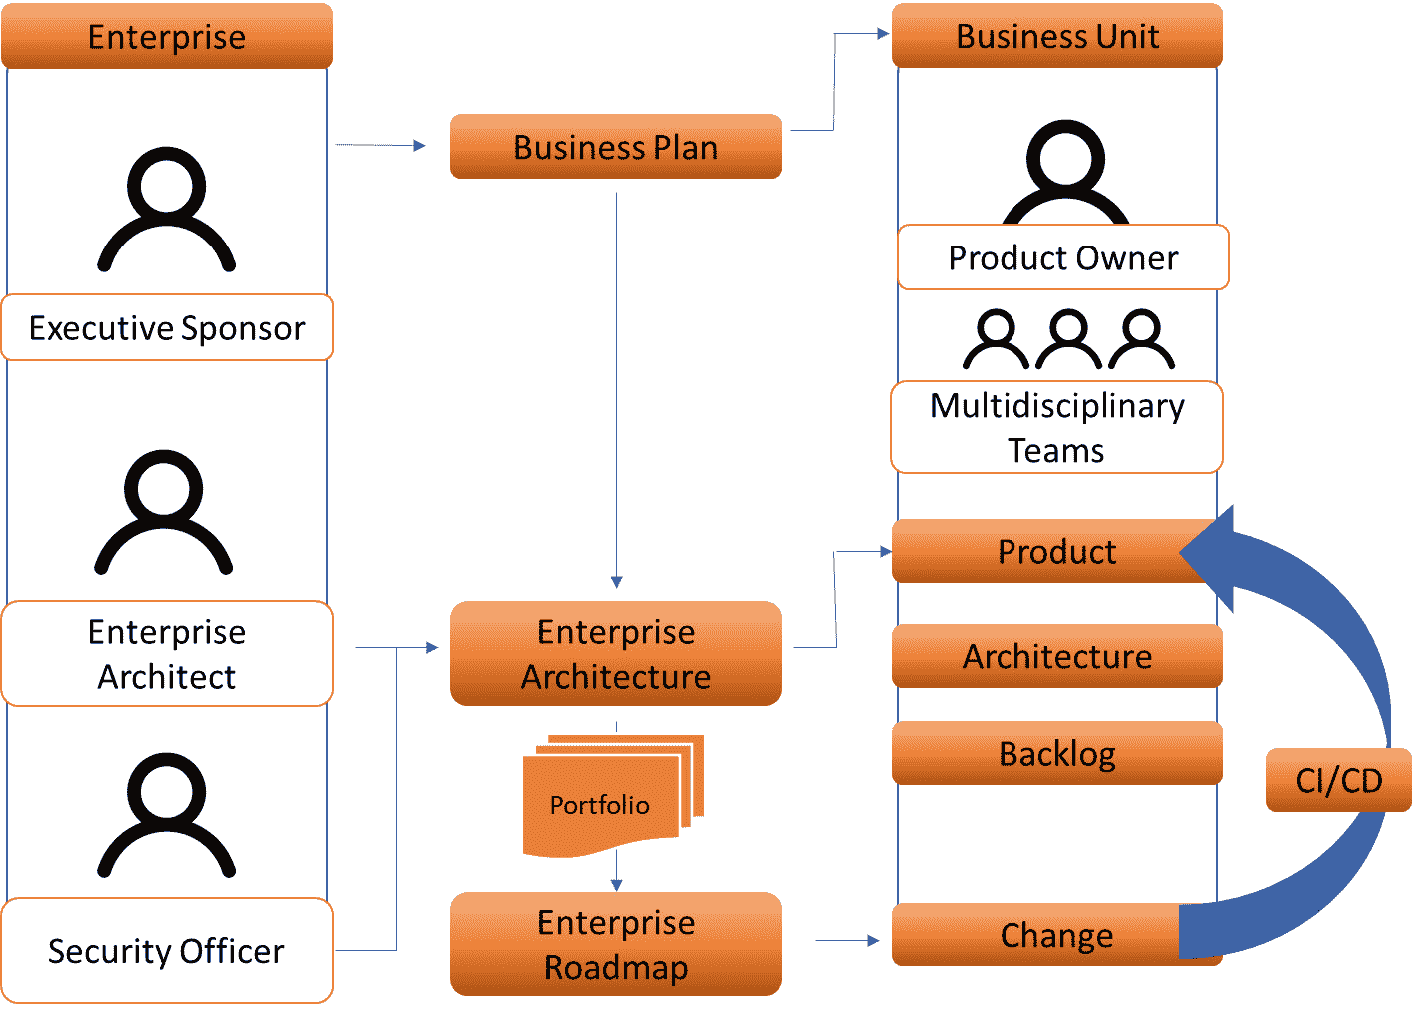 Enterprise
Executive Sponsor
Enterprise
Architect
Security Officer
Business Plan
Enterprise
Architecture
Portfolio
Enterprise
Roadmap
Business Unit
Product Owner
Multidisciplinary
Teams
Product
Architecture
Backlog
Change
CI/CD